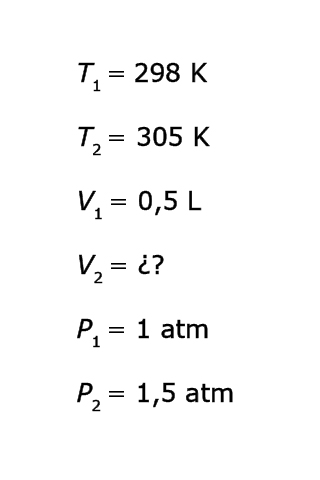 T₁ = 298 K
T₂ = 305 K
V₁ = 0,5 L
V₂ = ¿?
P₁ = 1 atm
P₂ = 1,5 atm